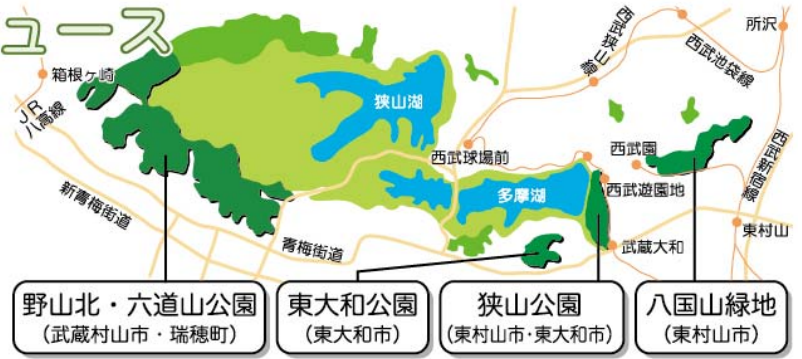 ュース
所沢
西武狭山線
西武池袋線
箱根ヶ崎
JR八高線
狭山湖
西武球場前
西武園
西武新宿線
新青梅街道
多摩湖
西武遊園地
東村山
青梅街道
武蔵大和
野山北・六道山公園
(武蔵村山市・瑞穂町)
東大和公園
(東大和市)
狭山公園
(東村山市・東大和市)
八国山緑地
(東村山市)